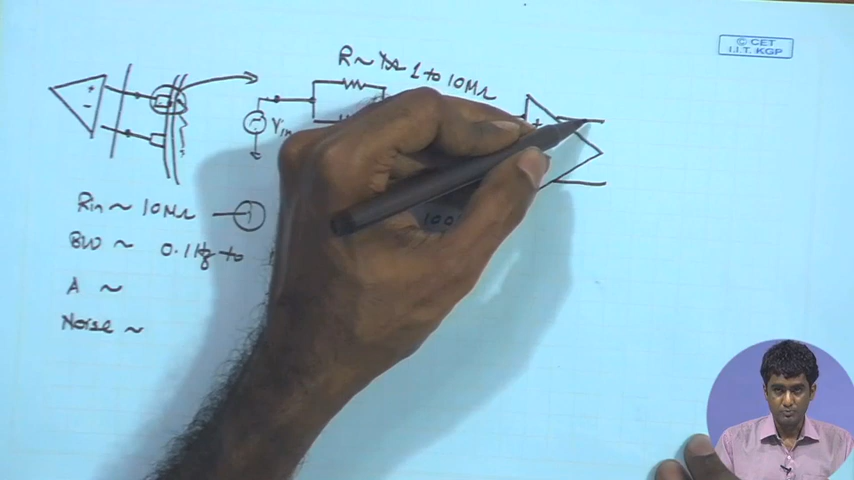 © CET
I.I.T. KGP
R ~ 1 to 10MΩ
+
-
Vin
+
Rin ~ 10MΩ
100
BW ~ 0.1Hz to
A ~
Noise ~